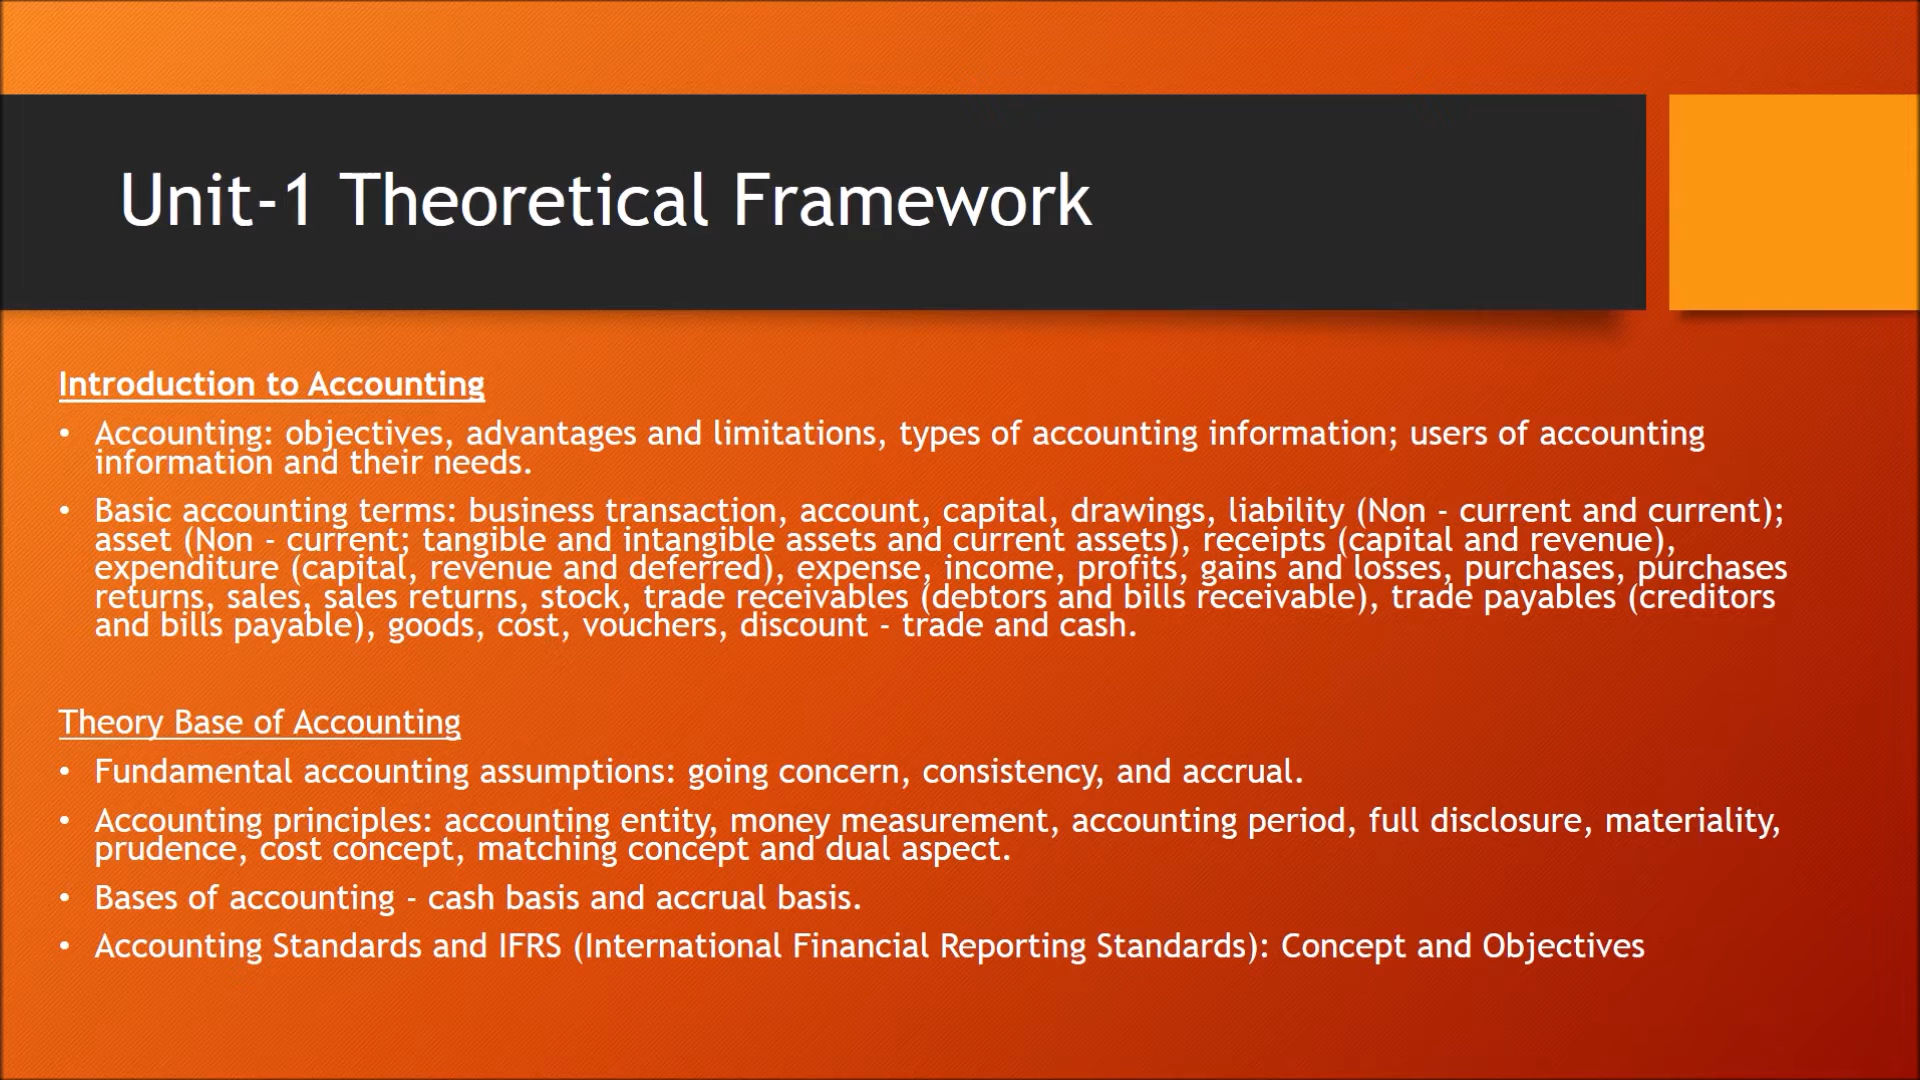 Unit-1 Theoretical Framework
Introduction to Accounting
• Accounting: objectives, advantages and limitations, types of accounting information; users of accounting
information and their needs.
• Basic accounting terms: business transaction, account, capital, drawings, liability (Non - current and current);
asset (Non - current; tangible and intangible assets and current assets), receipts (capital and revenue),
expenditure (capital, revenue and deferred), expense, income, profits, gains and losses, purchases, purchases
returns, sales, sales returns, stock, trade receivables (debtors and bills receivable), trade payables (creditors
and bills payable), goods, cost, vouchers, discount - trade and cash.
Theory Base of Accounting
• Fundamental accounting assumptions: going concern, consistency, and accrual.
• Accounting principles: accounting entity, money measurement, accounting period, full disclosure, materiality,
prudence, cost concept, matching concept and dual aspect.
• Bases of accounting - cash basis and accrual basis.
• Accounting Standards and IFRS (International Financial Reporting Standards): Concept and Objectives